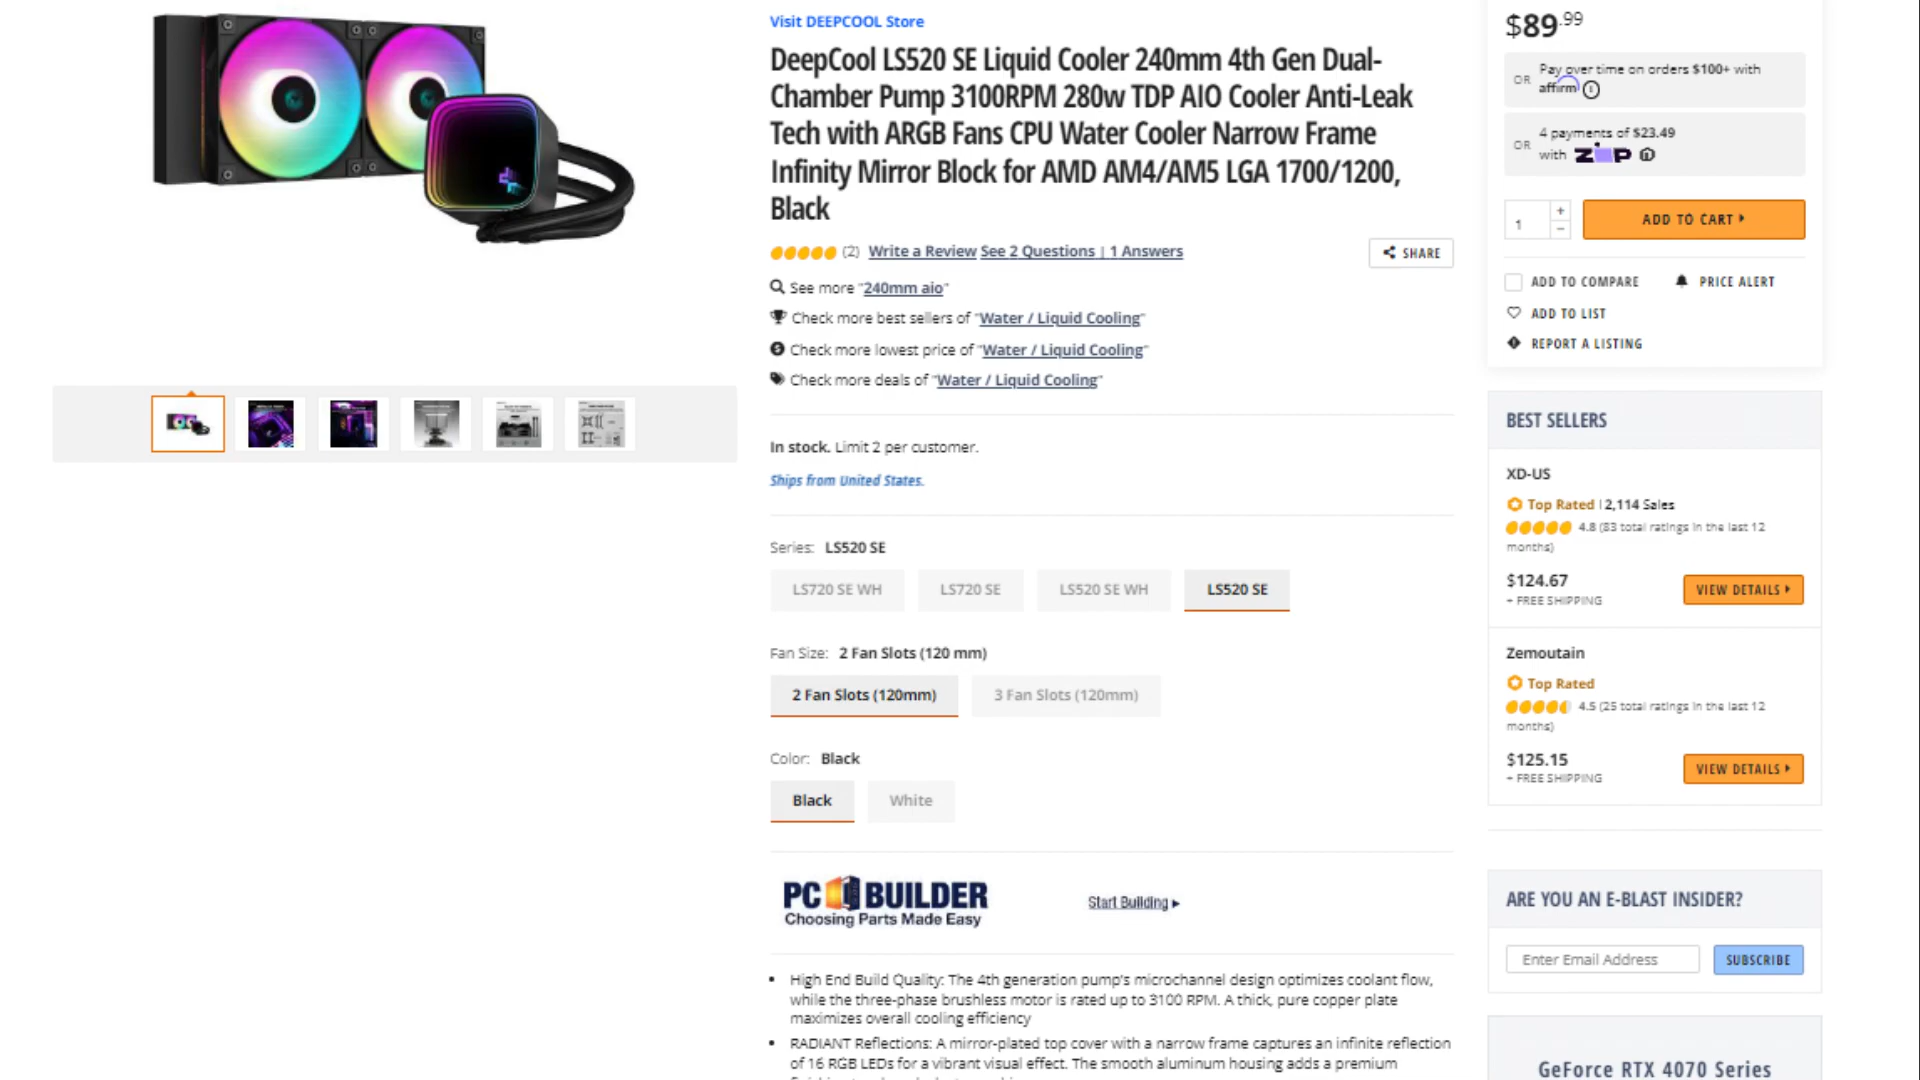 Visit DEEPCOOL Store
DeepCool LS520 SE Liquid Cooler 240mm 4th Gen Dual-
Chamber Pump 3100RPM 280w TDP AIO Cooler Anti-Leak
Tech with ARGB Fans CPU Water Cooler Narrow Frame
Infinity Mirror Block for AMD AM4/AM5 LGA 1700/1200,
Black
(2) Write a Review See 2 Questions | 1 Answers
SHARE
See more "240mm aio"
Check more best sellers of "Water / Liquid Cooling"
Check more lowest price of "Water / Liquid Cooling"
Check more deals of "Water / Liquid Cooling"
In stock. Limit 2 per customer.
Ships from United States.
Series: LS520 SE
LS720 SE WH
LS720 SE
LS520 SE WH
LS520 SE
Fan Size: 2 Fan Slots (120 mm)
2 Fan Slots (120mm)
3 Fan Slots (120mm)
Color: Black
Black
White
PC BUILDER
Choosing Parts Made Easy
Start Building
High End Build Quality: The 4th generation pump's microchannel design optimizes coolant flow,
while the three-phase brushless motor is rated up to 3100 RPM. A thick, pure copper plate
maximizes overall cooling efficiency
RADIANT Reflections: A mirror-plated top cover with a narrow frame captures an infinite reflection
of 16 RGB LEDs for a vibrant visual effect. The smooth aluminum housing adds a premium
$89.99
OR
Pay over time on orders $100+ with
affirm
OR
4 payments of $23.49
with ZIP
1
+
−
ADD TO CART
ADD TO COMPARE
PRICE ALERT
ADD TO LIST
REPORT A LISTING
BEST SELLERS
XD-US
Top Rated | 2,114 Sales
4.8 (83 total ratings in the last 12
months)
$124.67
+ FREE SHIPPING
VIEW DETAILS
Zemoutain
Top Rated
4.5 (25 total ratings in the last 12
months)
$125.15
+ FREE SHIPPING
VIEW DETAILS
ARE YOU AN E-BLAST INSIDER?
Enter Email Address
SUBSCRIBE
GeForce RTX 4070 Series